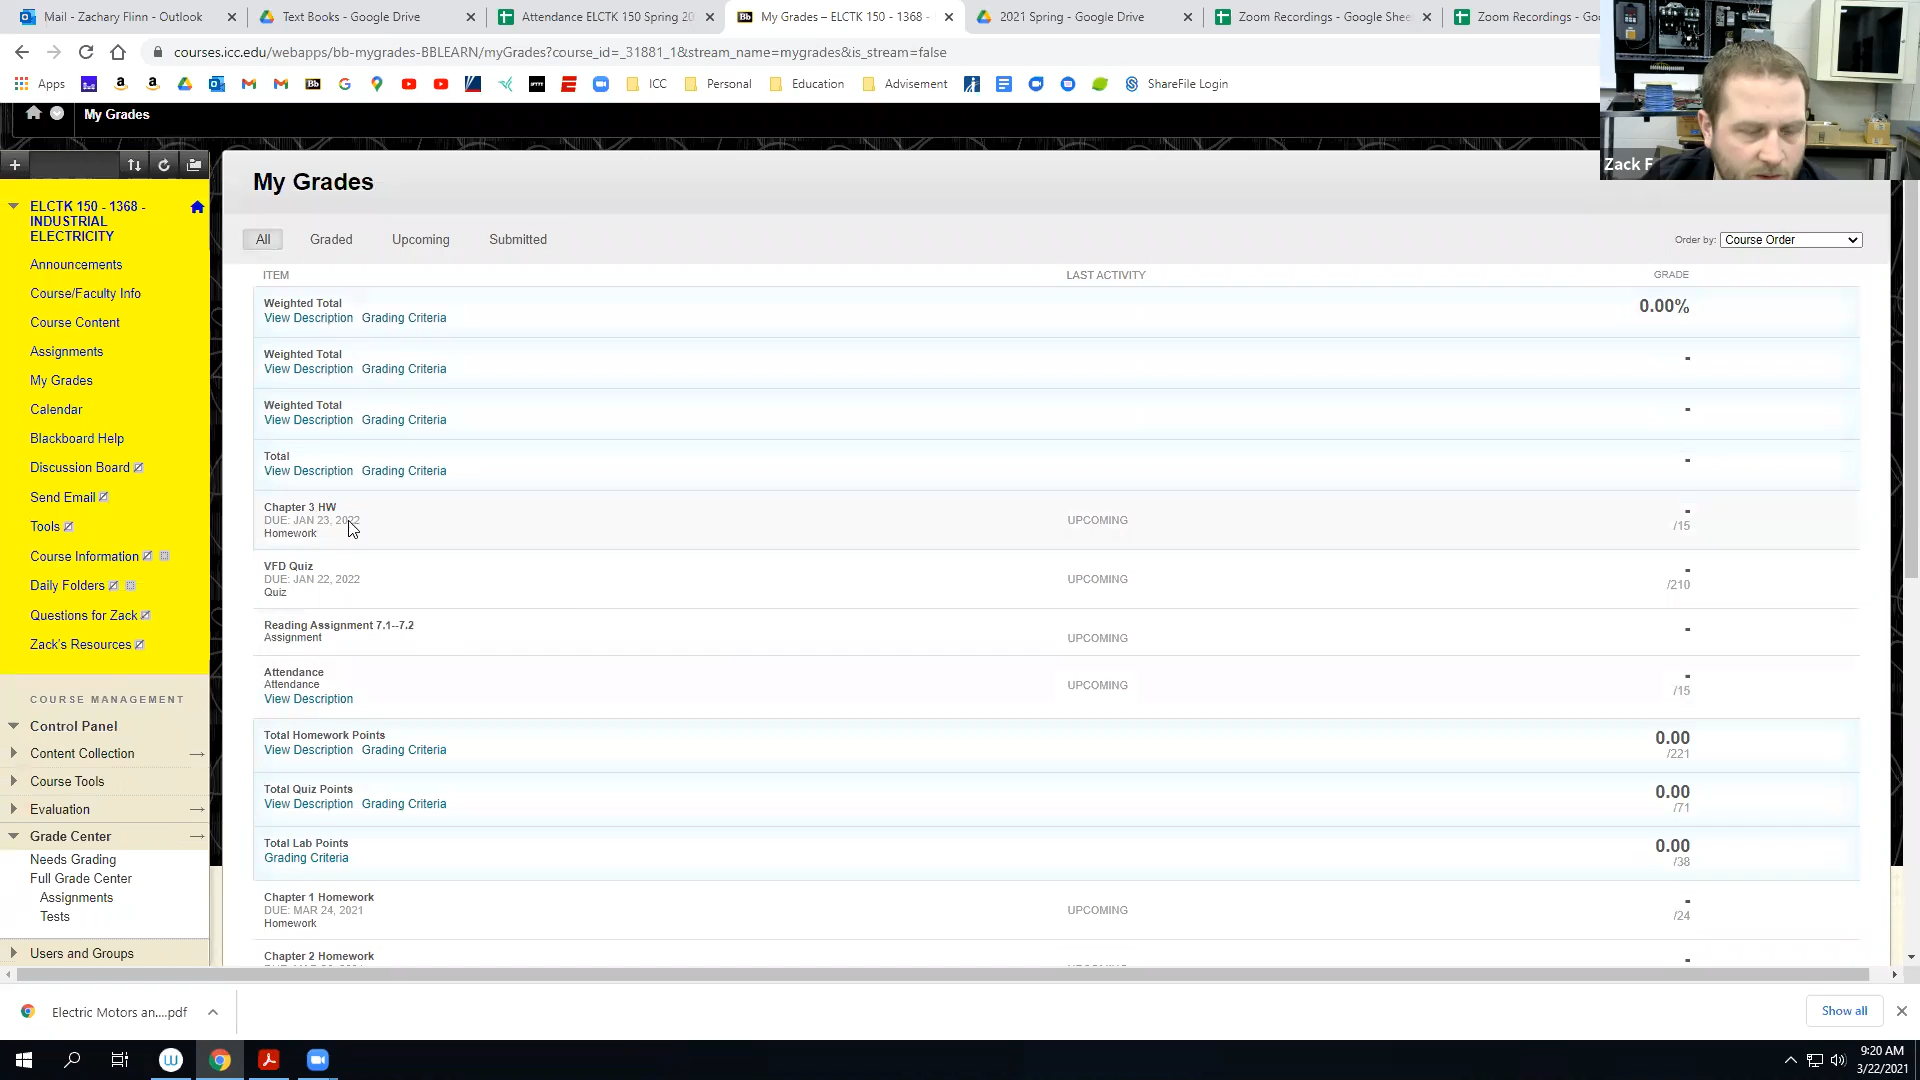 Mail - Zachary Flinn - Outlook
Text Books - Google Drive
Attendance ELCTK 150 Spring 20
My Grades – ELCTK 150 - 1368 -
2021 Spring - Google Drive
Zoom Recordings - Google Shee
Zoom Recordings - Go
courses.icc.edu/webapps/bb-mygrades-BBLEARN/myGrades?course_id=_31881_1&stream_name=mygrades&is_stream=false
Apps
ICC
Personal
Education
Advisement
ShareFile Login
Zack F
My Grades
ELCTK 150 - 1368 -
INDUSTRIAL
ELECTRICITY
Announcements
Course/Faculty Info
Course Content
Assignments
My Grades
Calendar
Blackboard Help
Discussion Board
Send Email
Tools
Course Information
Daily Folders
Questions for Zack
Zack's Resources
COURSE MANAGEMENT
Control Panel
Content Collection
Course Tools
Evaluation
Grade Center
Needs Grading
Full Grade Center
Assignments
Tests
Users and Groups
My Grades
All Graded Upcoming Submitted
Order by: Course Order
ITEM LAST ACTIVITY GRADE
Weighted Total
View Description Grading Criteria
0.00%
Weighted Total
View Description Grading Criteria
-
Weighted Total
View Description Grading Criteria
-
Total
View Description Grading Criteria
-
Chapter 3 HW
DUE: JAN 23, 2022
Homework
UPCOMING
-
/15
VFD Quiz
DUE: JAN 22, 2022
Quiz
UPCOMING
-
/210
Reading Assignment 7.1--7.2
Assignment
UPCOMING
-
Attendance
Attendance
View Description
UPCOMING
-
/15
Total Homework Points
View Description Grading Criteria
0.00
/221
Total Quiz Points
View Description Grading Criteria
0.00
/71
Total Lab Points
Grading Criteria
0.00
/38
Chapter 1 Homework
DUE: MAR 24, 2021
Homework
UPCOMING
-
/24
Chapter 2 Homework
-
Electric Motors an....pdf
Show all
9:20 AM
3/22/2021